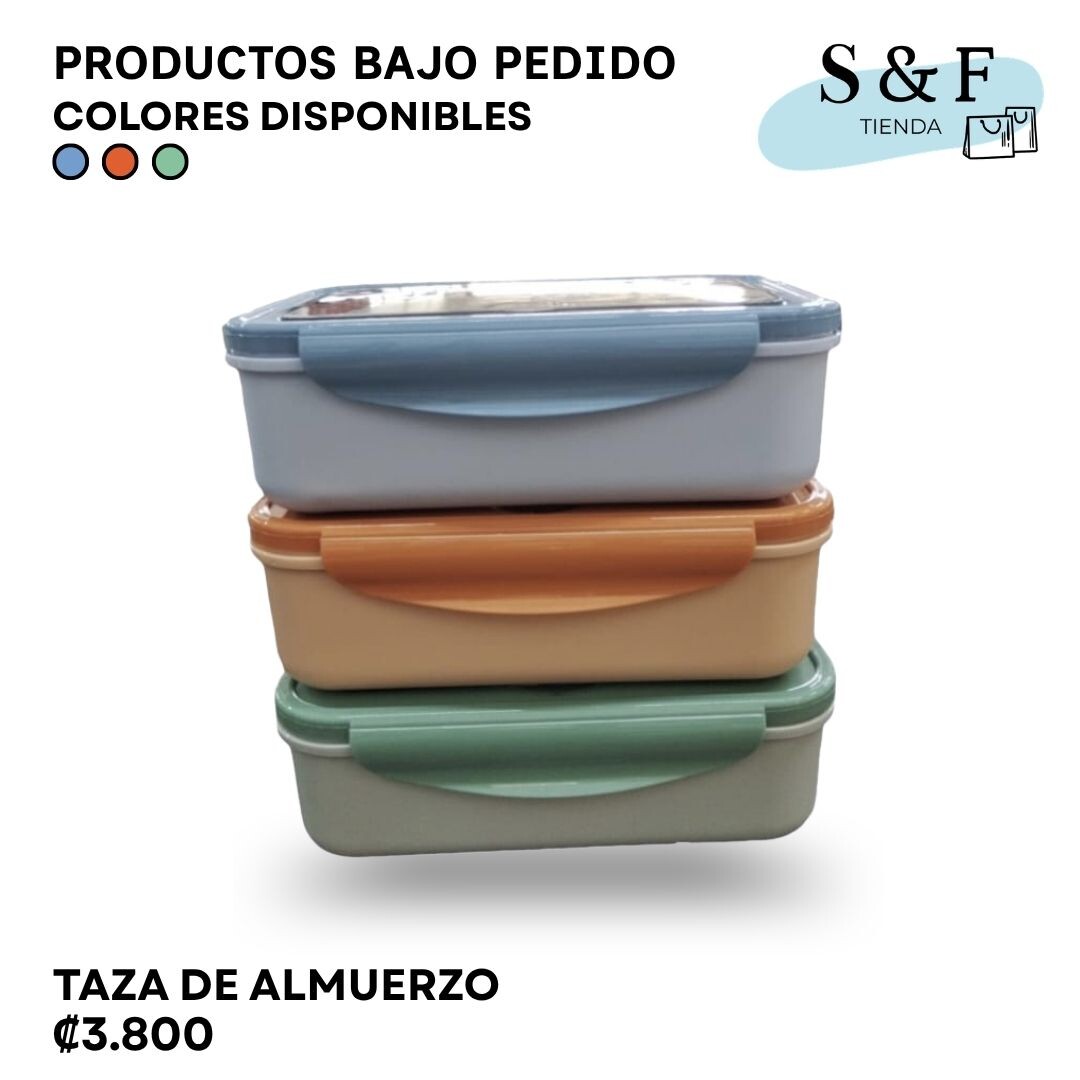 PRODUCTOS BAJO PEDIDO
COLORES DISPONIBLES
S & F
TIENDA
TAZA DE ALMUERZO
₡3.800